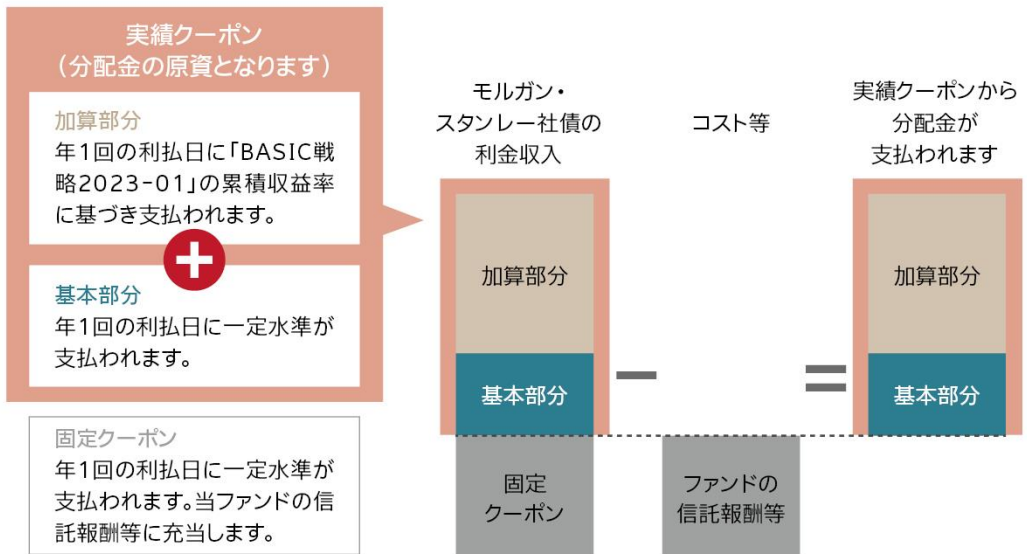 実績クーポン
（分配金の原資となります）
加算部分
年1回の利払日に「BASIC戦
略2023-01」の累積収益率
に基づき支払われます。
+
基本部分
年1回の利払日に一定水準が
支払われます。
固定クーポン
年1回の利払日に一定水準が
支払われます。当ファンドの信
託報酬等に充当します。
モルガン・
スタンレー社債の
利金収入
加算部分
基本部分
固定
クーポン
−
コスト等
ファンドの
信託報酬等
=
実績クーポンから
分配金が
支払われます
加算部分
基本部分